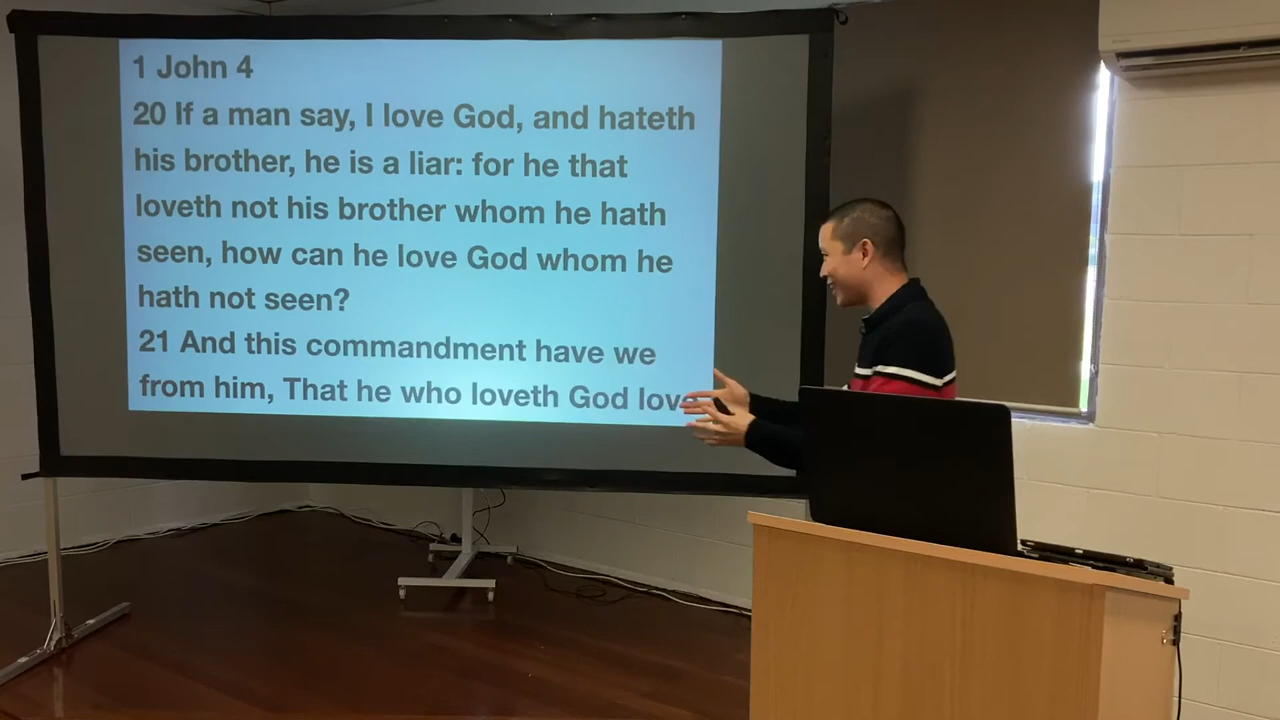 1 John 4
20 If a man say, I love God, and hateth
his brother, he is a liar: for he that
loveth not his brother whom he hath
seen, how can he love God whom he
hath not seen?
21 And this commandment have we
from him, That he who loveth God love